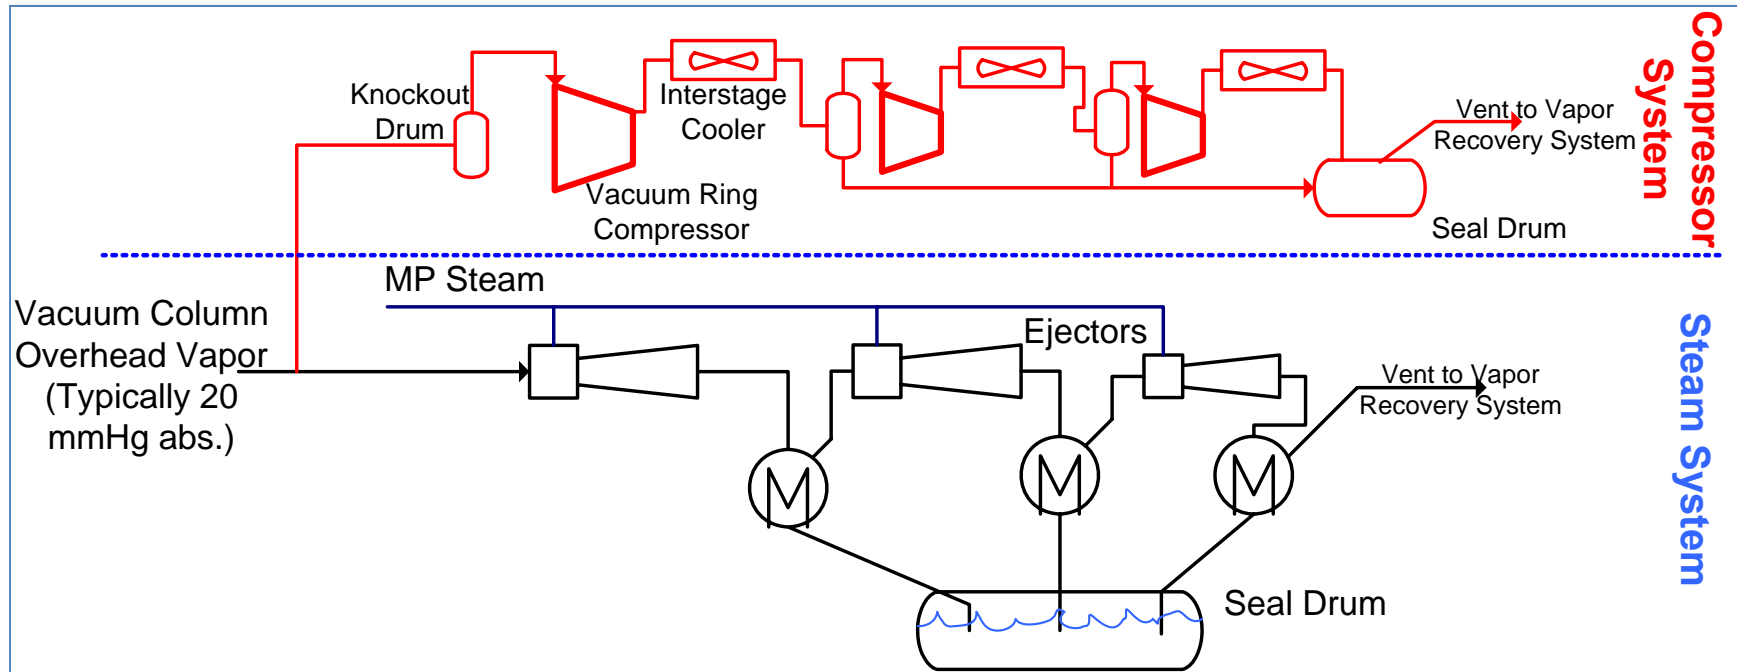 Knockout
Drum
Interstage
Cooler
Vacuum Ring
Compressor
Vent to Vapor
Recovery System
Seal Drum
Compressor
System
MP Steam
Vacuum Column
Overhead Vapor
(Typically 20
mmHg abs.)
Ejectors
Vent to Vapor
Recovery System
Seal Drum
Steam System